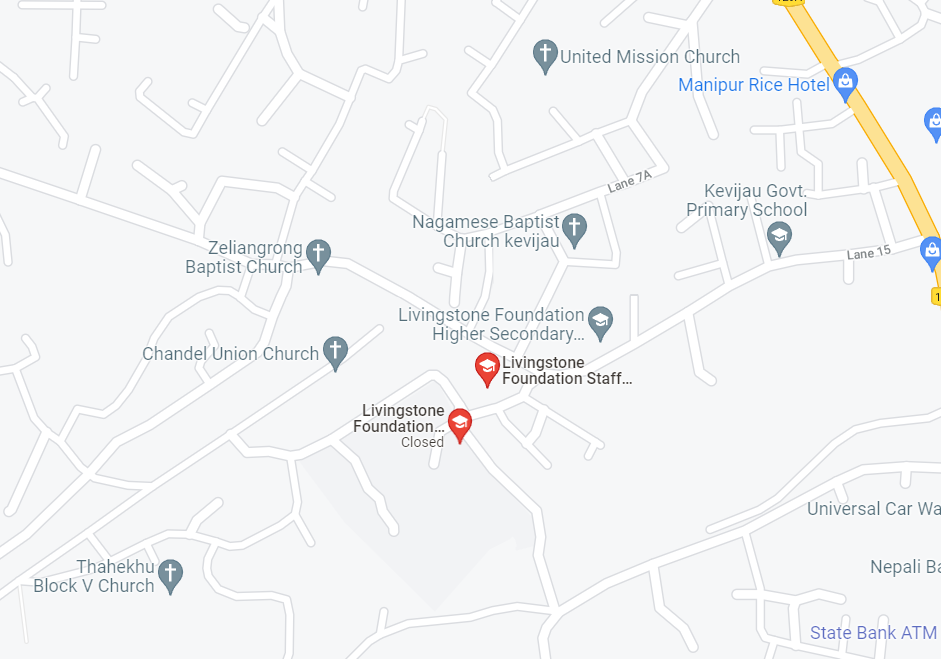 United Mission Church
Manipur Rice Hotel
Lane 7A
Kevijau Govt.
Primary School
Nagamese Baptist
Church kevijau
Lane 15
Zeliangrong
Baptist Church
Livingstone Foundation
Higher Secondary...
Chandel Union Church
Livingstone
Foundation Staff...
Livingstone
Foundation...
Closed
Universal Car Wa
Nepali Ba
Thahekhu
Block V Church
State Bank ATM